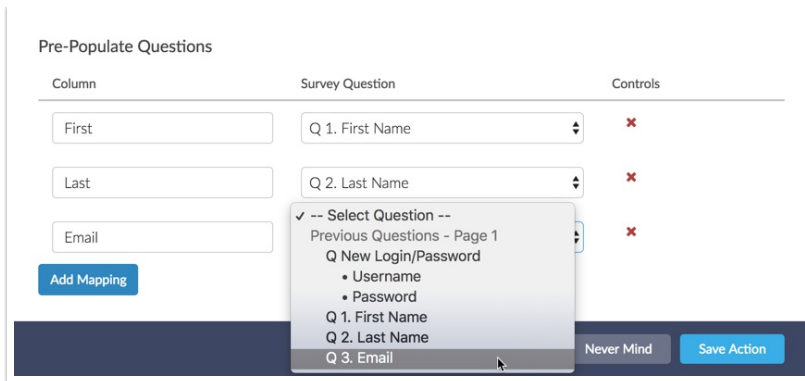 Pre-Populate Questions
Column Survey Question Controls
First Q 1. First Name
Last Q 2. Last Name
Email
✓ -- Select Question --
Previous Questions - Page 1
Q New Login/Password
• Username
• Password
Q 1. First Name
Q 2. Last Name
Q 3. Email
Add Mapping
Never Mind Save Action